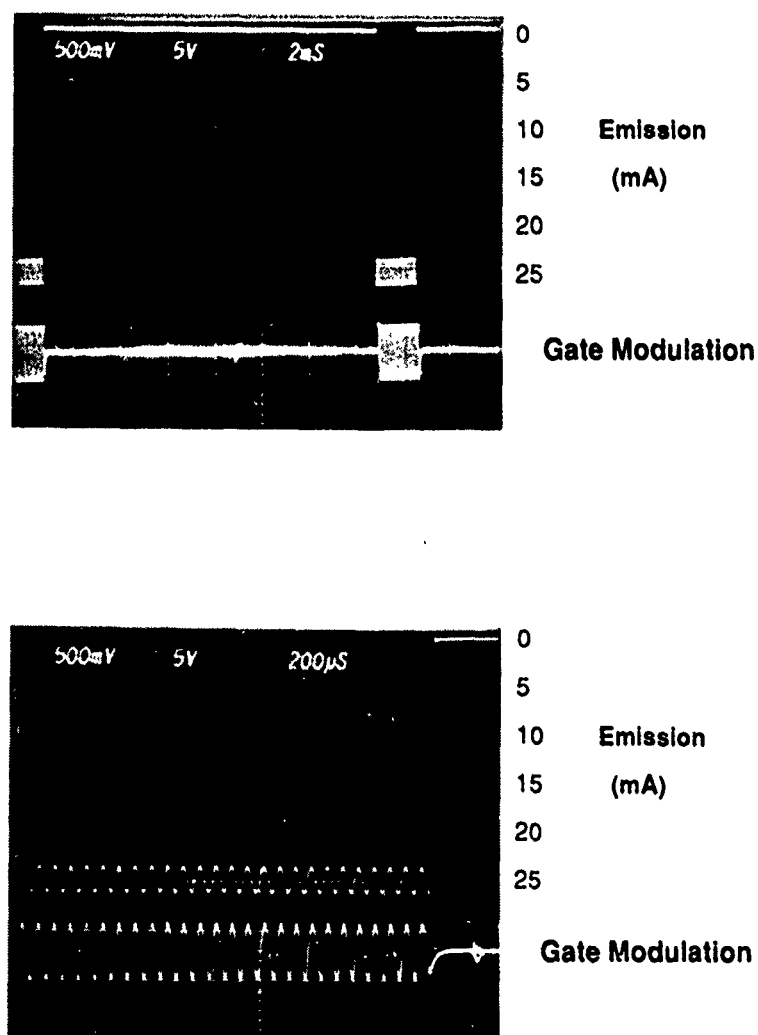 500mV 5V 2mS
0
5
10 Emission
15 (mA)
20
25
Gate Modulation
500mV 5V 200µS
0
5
10 Emission
15 (mA)
20
25
Gate Modulation